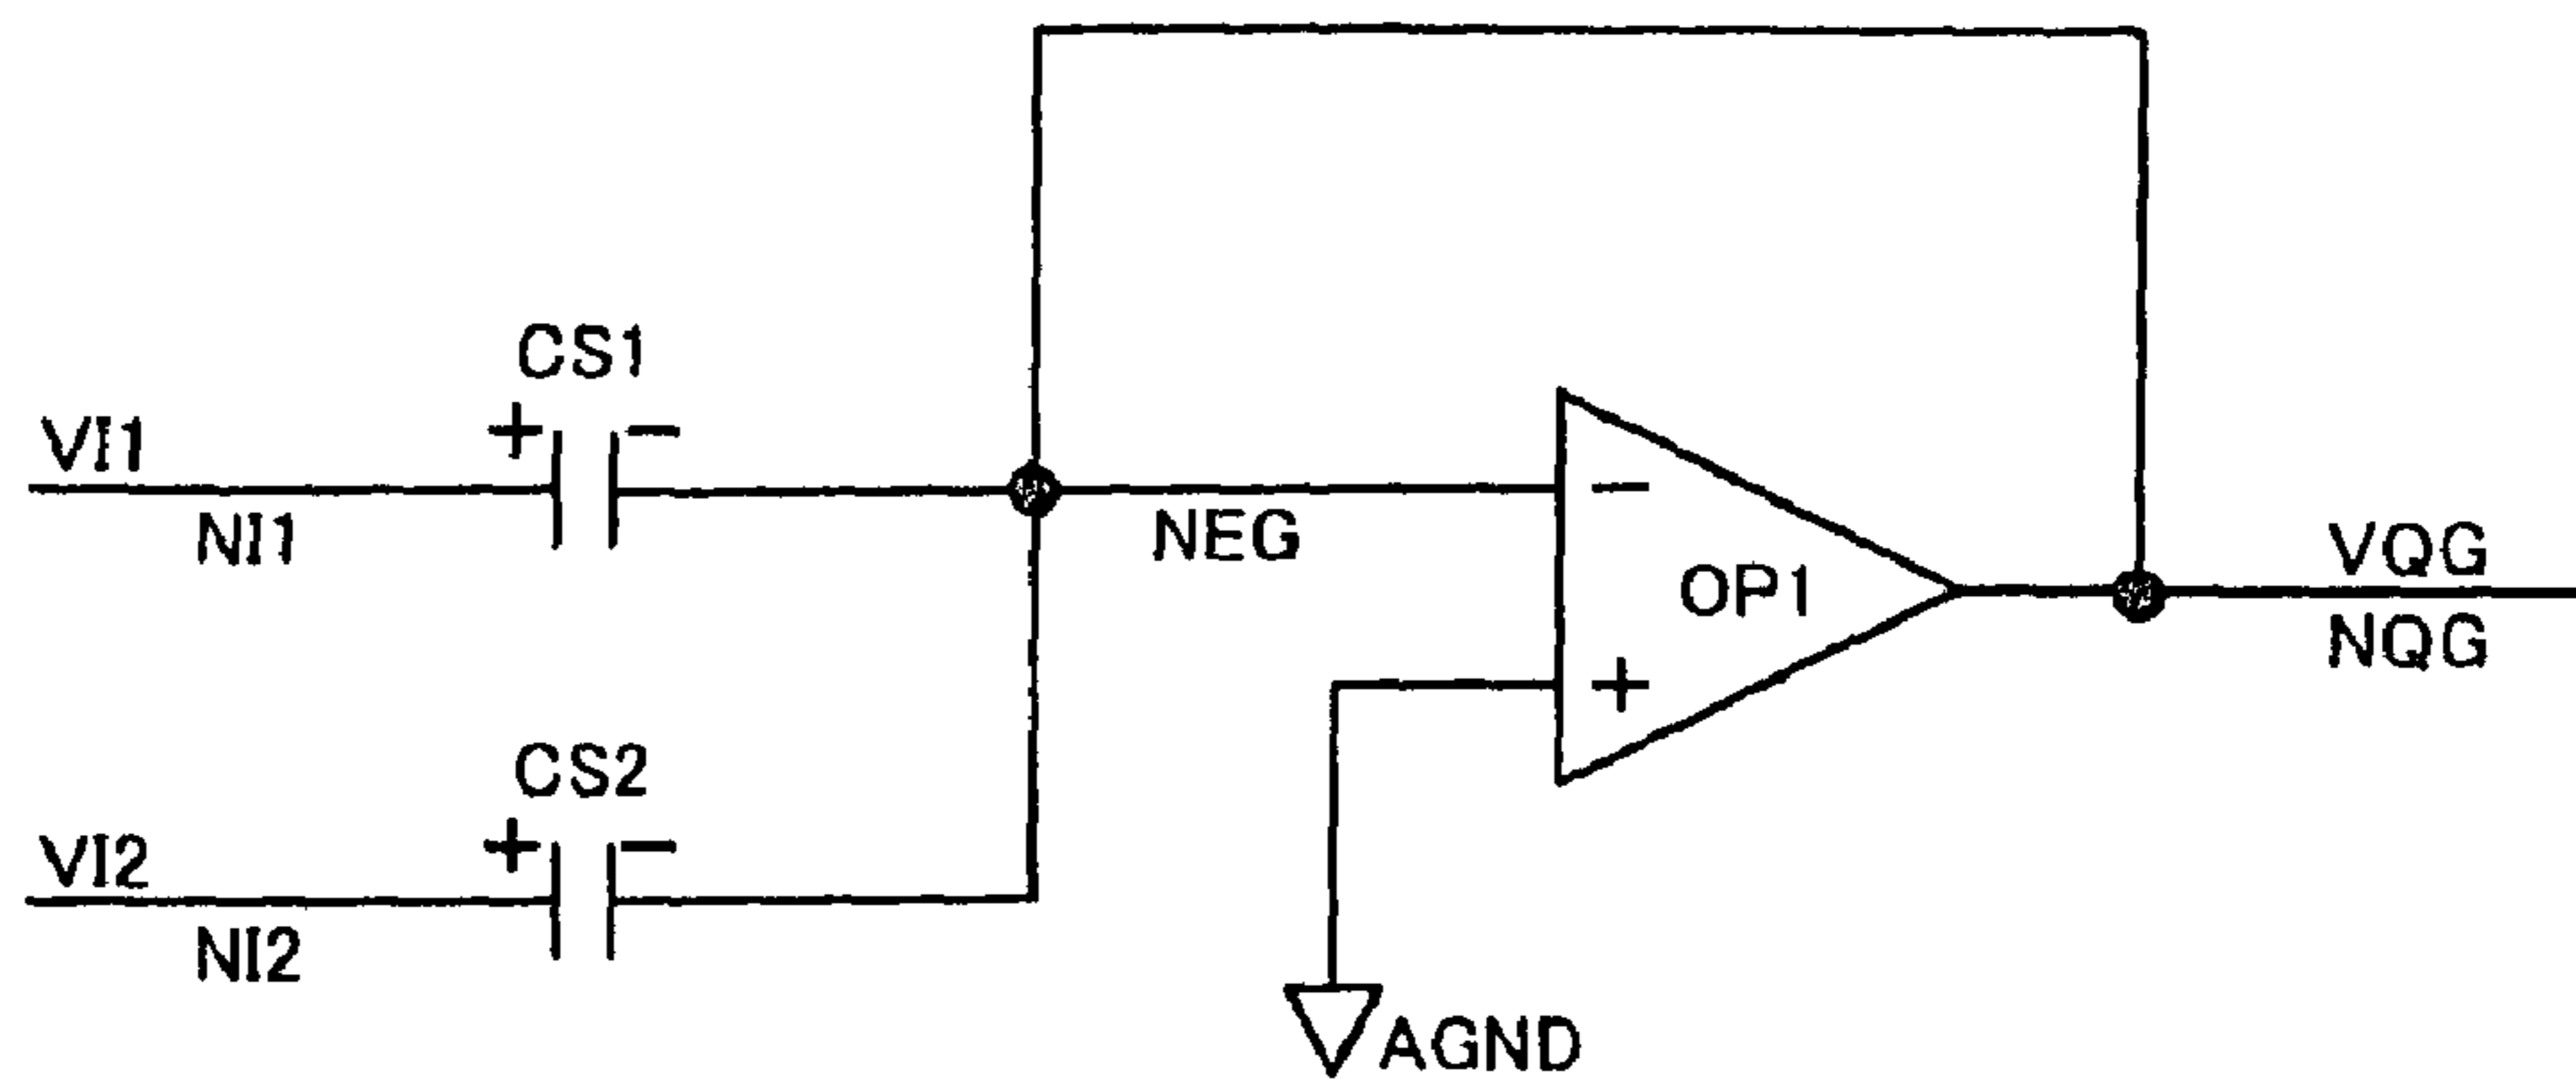 CS1
+ −
VI1
NI1
NEG
−
OP1
+
VQG
NQG
CS2
+ −
VI2
NI2
AGND